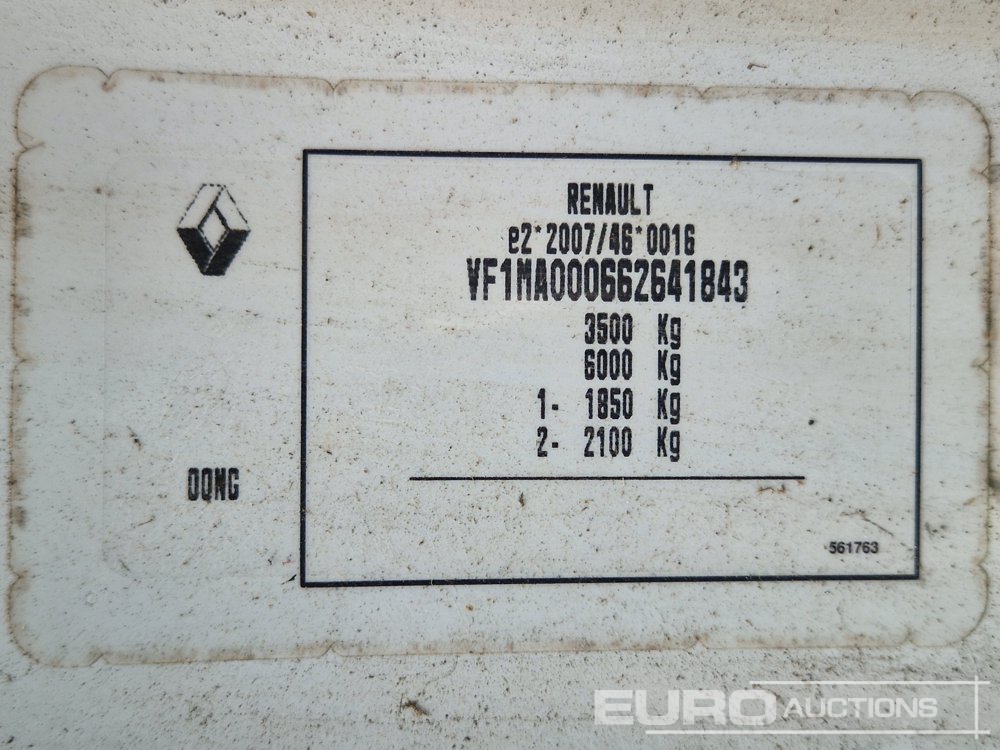 RENAULT
e2*2007/46*0016
VF1MA000662641843
3500 Kg
6000 Kg
1- 1850 Kg
2- 2100 Kg
OQNG
561763
EURO AUCTIONS